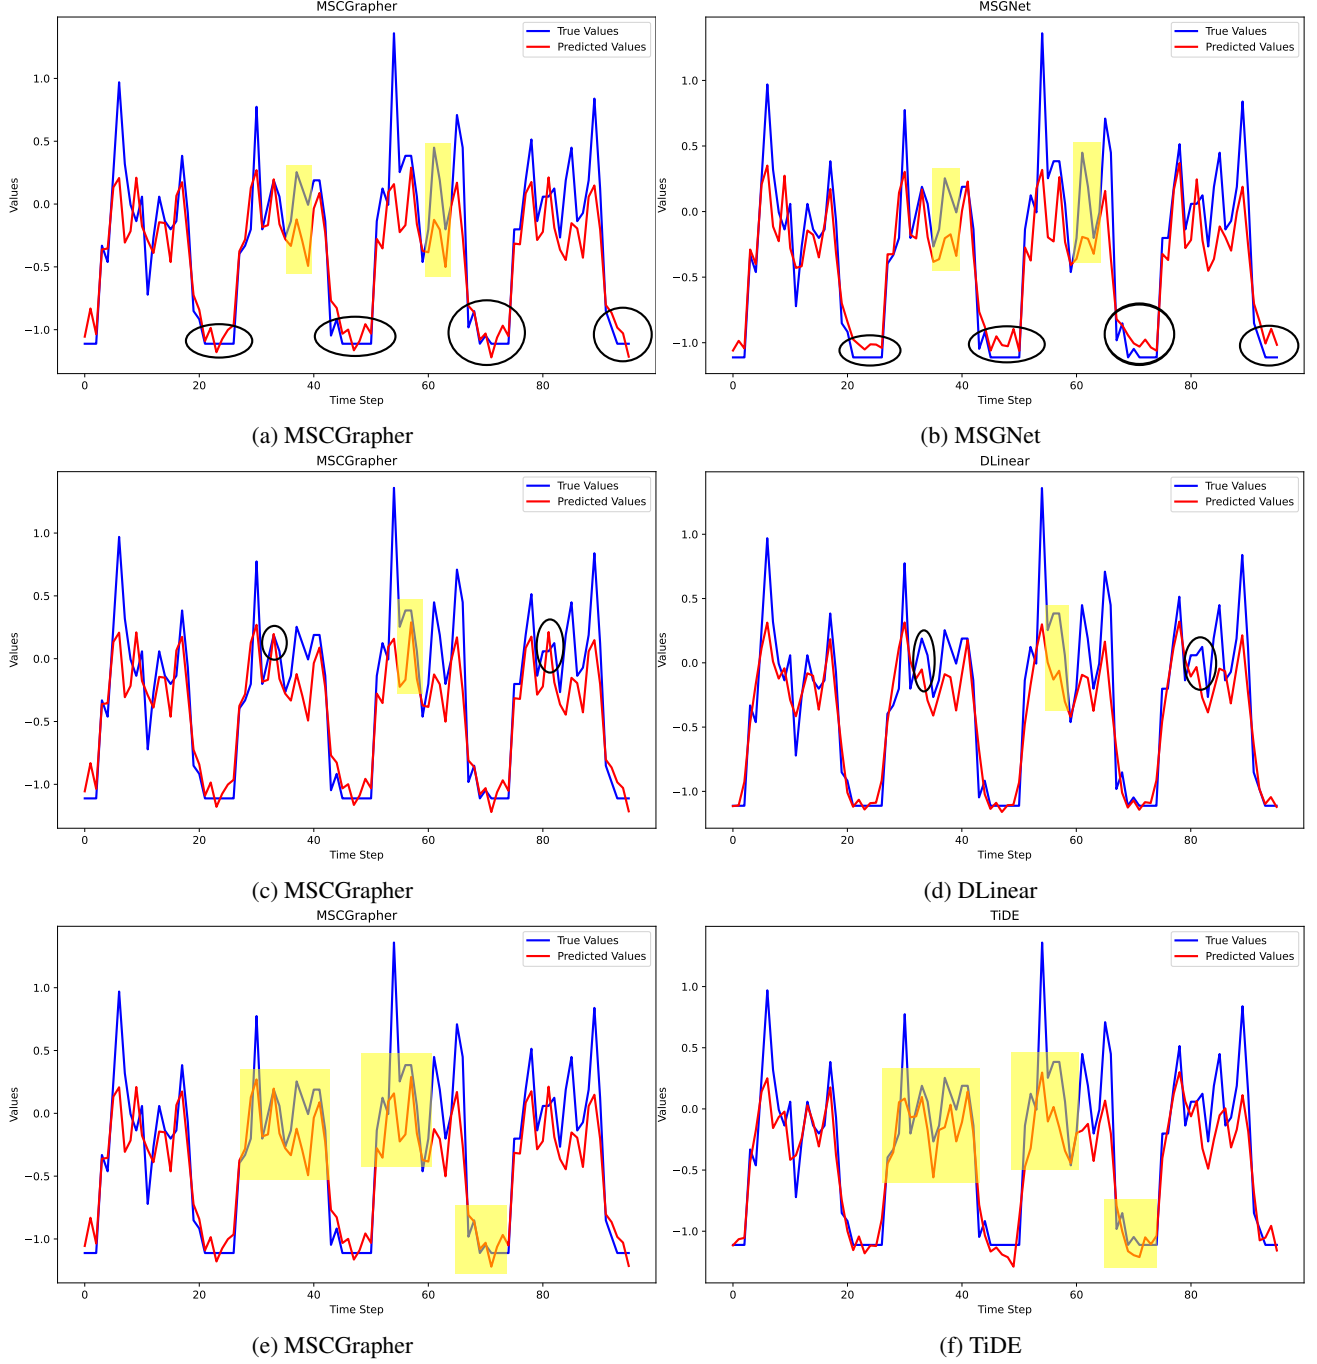 MSCGrapher
True Values
Predicted Values
1.0
0.5
0.0
−0.5
−1.0
Values
0 20 40 60 80
Time Step
(a) MSCGrapher
MSGNet
True Values
Predicted Values
1.0
0.5
0.0
−0.5
−1.0
Values
0 20 40 60 80
Time Step
(b) MSGNet
MSCGrapher
True Values
Predicted Values
1.0
0.5
0.0
−0.5
−1.0
Values
0 20 40 60 80
Time Step
(c) MSCGrapher
DLinear
True Values
Predicted Values
1.0
0.5
0.0
−0.5
−1.0
Values
0 20 40 60 80
Time Step
(d) DLinear
MSCGrapher
True Values
Predicted Values
1.0
0.5
0.0
−0.5
−1.0
Values
0 20 40 60 80
Time Step
(e) MSCGrapher
TiDE
True Values
Predicted Values
1.0
0.5
0.0
−0.5
−1.0
Values
0 20 40 60 80
Time Step
(f) TiDE